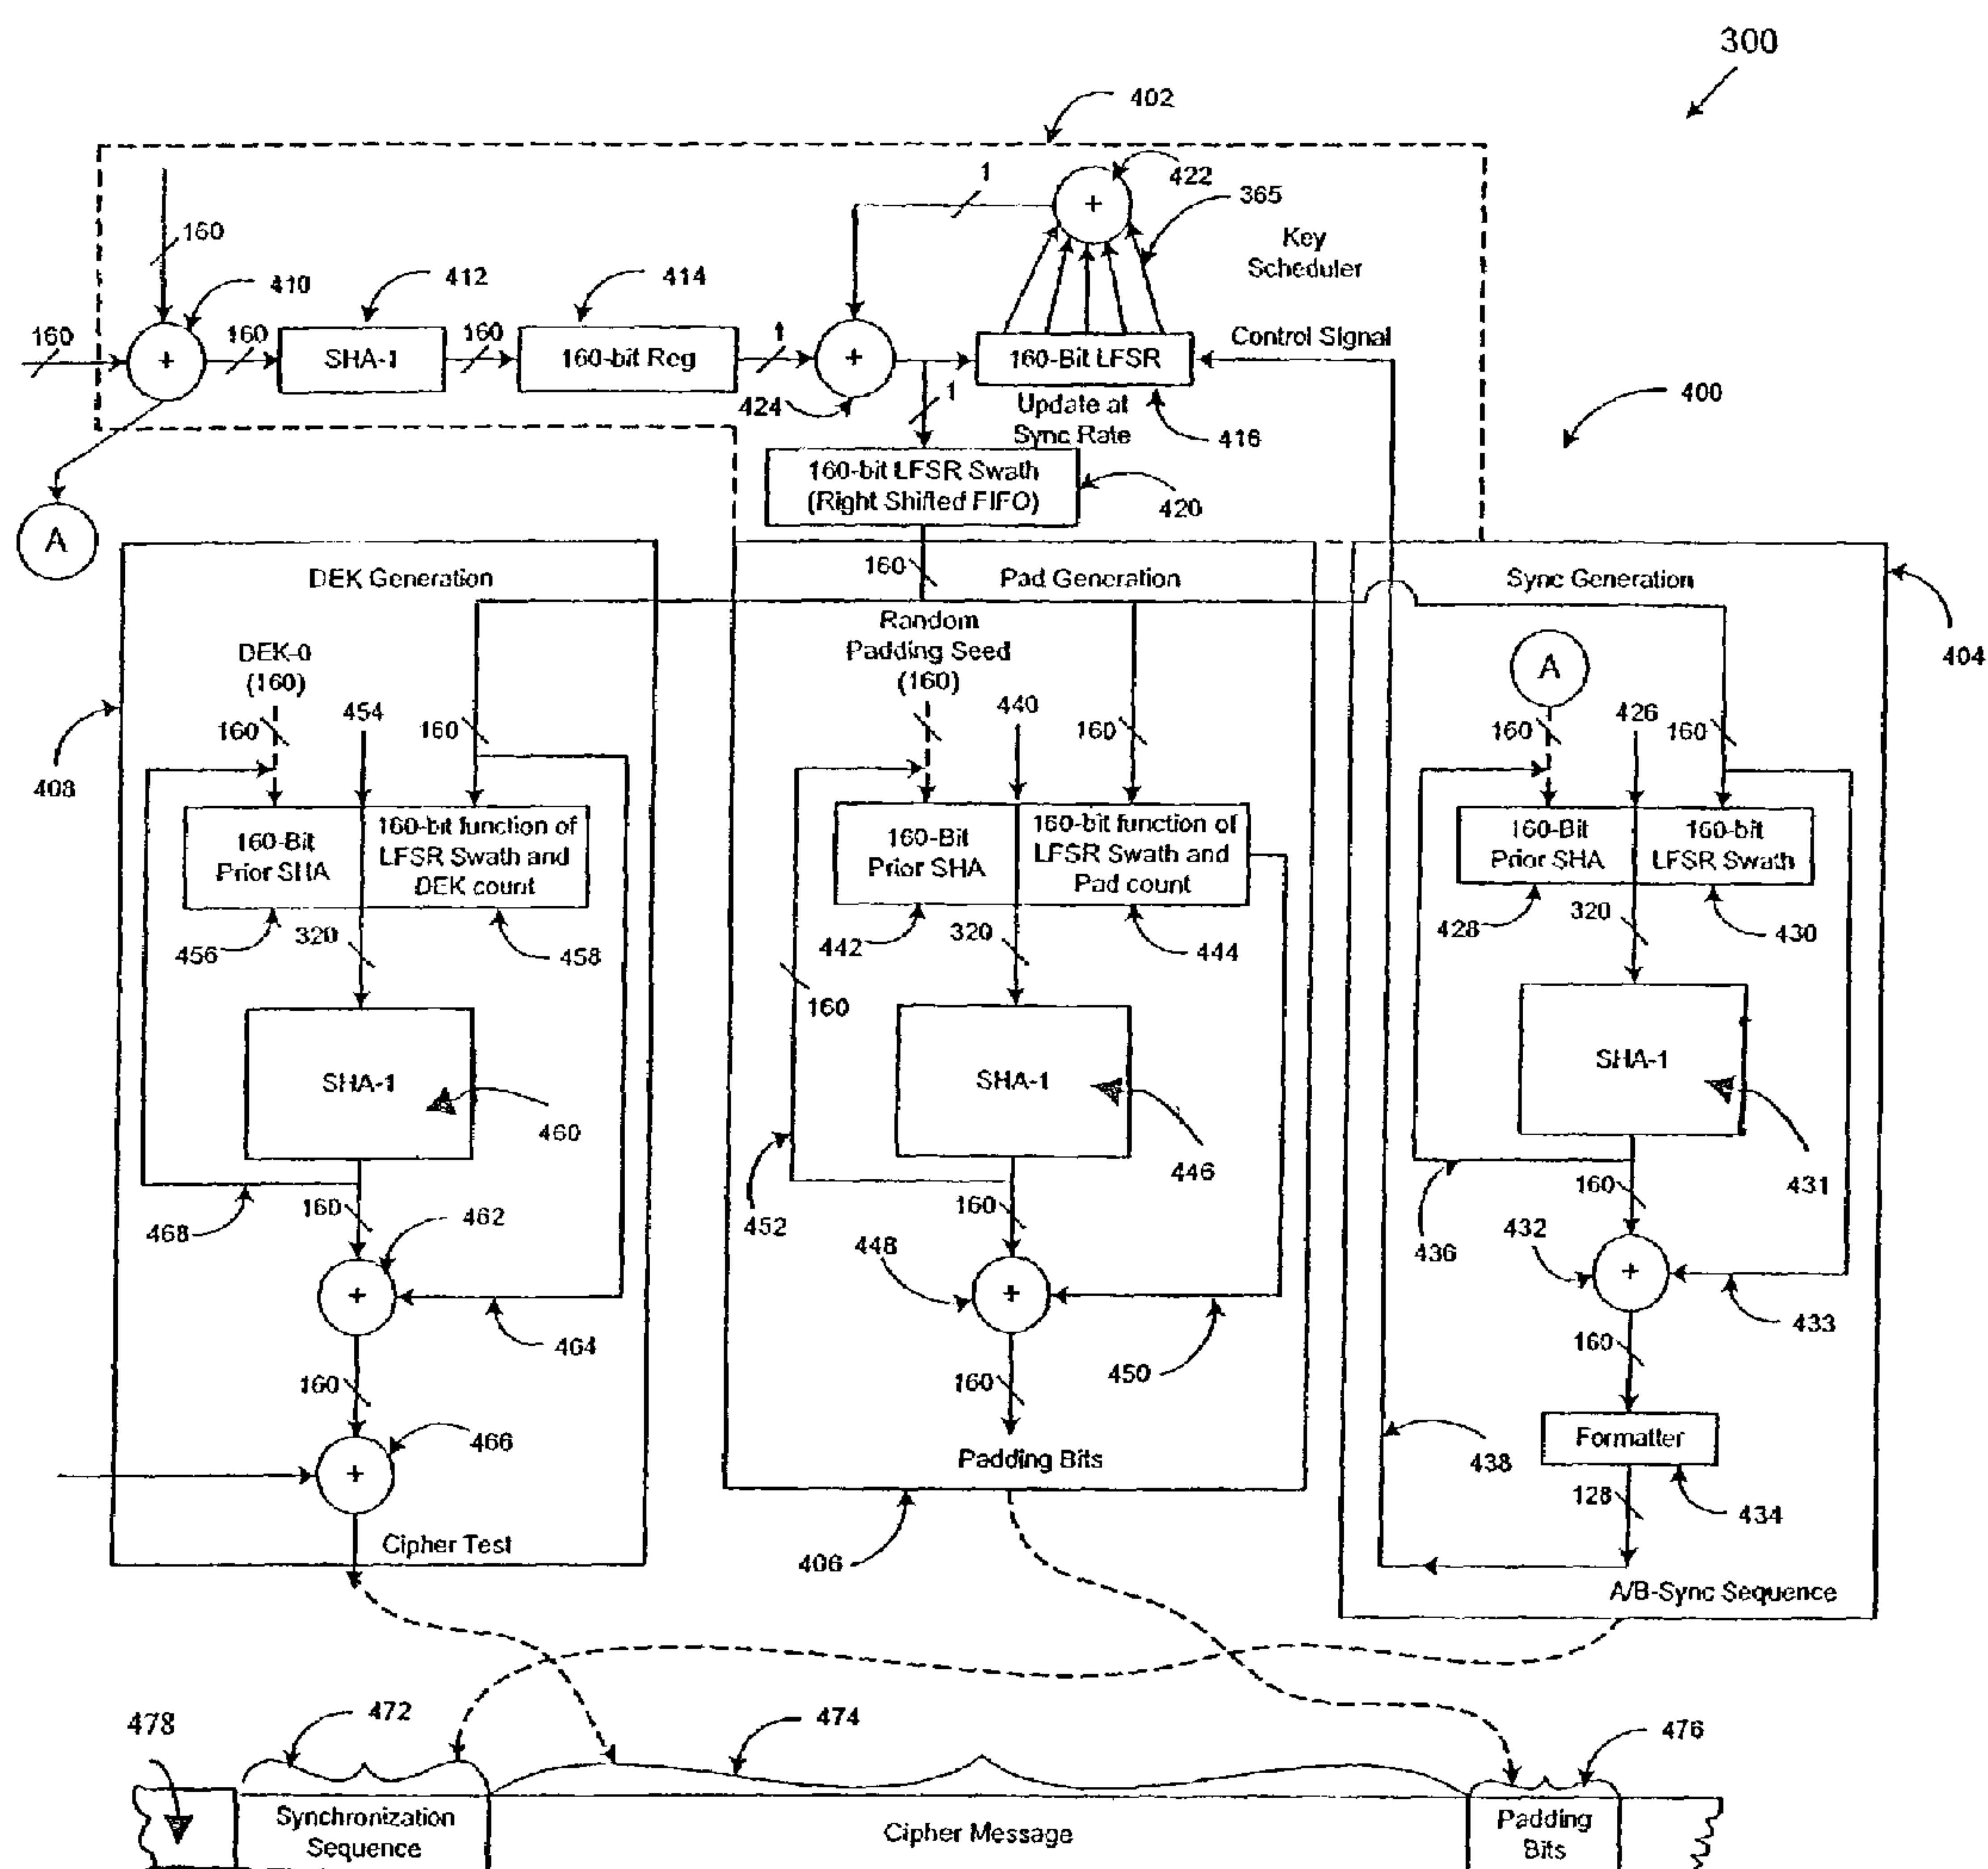 300
402
1
422
365
Key
Scheduler
160
410
412
414
160
+
160
SHA-1
160
160-bit Reg
1
+
424
1
160-Bit LFSR
Control Signal
Update at
Sync Rate
416
400
160-bit LFSR Swath
(Right Shifted FIFO)
420
A
160
DEK Generation
Pad Generation
Sync Generation
404
DEK-0
(160)
160
454
160
408
160-Bit
Prior SHA
160-bit function of
LFSR Swath and
DEK count
456
320
458
SHA-1
460
468
160
462
+
464
160
466
+
Cipher Test
Random
Padding Seed
(160)
440
160
160-Bit
Prior SHA
160-bit function of
LFSR Swath and
Pad count
442
320
444
160
SHA-1
446
452
160
448
+
450
160
Padding Bits
406
A
160
426
160
160-Bit
Prior SHA
160-bit
LFSR Swath
428
320
430
SHA-1
431
436
160
432
+
433
160
Formatter
438
128
434
A/B-Sync Sequence
478
472
474
476
Synchronization
Sequence
Cipher Message
Padding
Bits